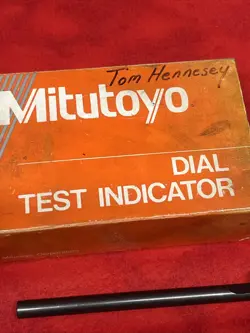 Tom Hennesey
Mitutoyo
DIAL
TEST INDICATOR